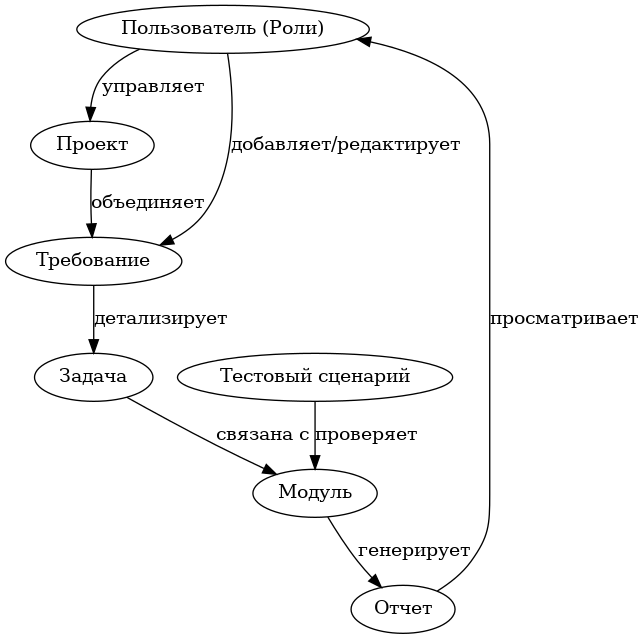 Пользователь (Роли)
управляет
Проект
добавляет/редактирует
объединяет
Требование
детализирует
просматривает
Задача
Тестовый сценарий
связана с
проверяет
Модуль
генерирует
Отчет